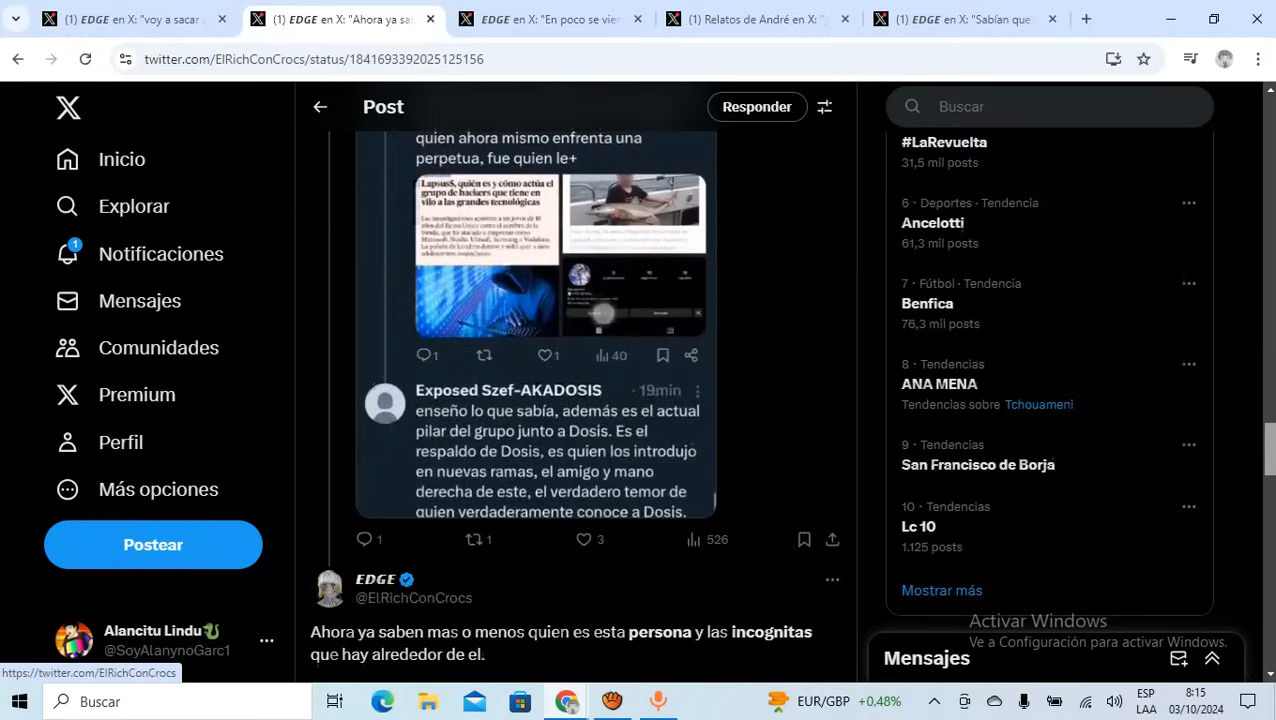 (1) EDGE en X: "voy a sacar
(1) EDGE en X: "Ahora ya sa
EDGE en X: "En poco se vien
(1) Relatos de André en X: "
(1) EDGE en X: "Sabían que
twitter.com/ElRichConCrocs/status/1841693392025125156
Inicio
Explorar
1
Notificaciones
Mensajes
Comunidades
Premium
Perfil
Más opciones
Postear
Alancitu Lindu
@SoyAlanynoGarc1
https://twitter.com/ElRichConCrocs
Post
Responder
quien ahora mismo enfrenta una
perpetua, fue quien le+
LapsusS, quién es y cómo actúa el
grupo de hackers que tiene en
vilo a las grandes tecnológicas
1
1
40
Exposed Szef-AKADOSIS · 19min
enseño lo que sabía, además es el actual
pilar del grupo junto a Dosis. Es el
respaldo de Dosis, es quien los introdujo
en nuevas ramas, el amigo y mano
derecha de este, el verdadero temor de
quien verdaderamente conoce a Dosis.
1
1
3
526
EDGE
@ElRichConCrocs
Ahora ya saben mas o menos quien es esta persona y las incognitas
que hay alrededor de el.
Buscar
#LaRevuelta
31,5 mil posts
6 · Deportes · Tendencia
Ancelotti
mil posts
7 · Fútbol · Tendencia
Benfica
76,3 mil posts
8 · Tendencias
ANA MENA
Tendencias sobre Tchouameni
9 · Tendencias
San Francisco de Borja
10 · Tendencias
Lc 10
1.125 posts
Mostrar más
Activar Windows
Ve a Configuración para activar Windows.
Mensajes
Buscar
EUR/GBP +0,48%
ESP
LAA
8:15
03/10/2024